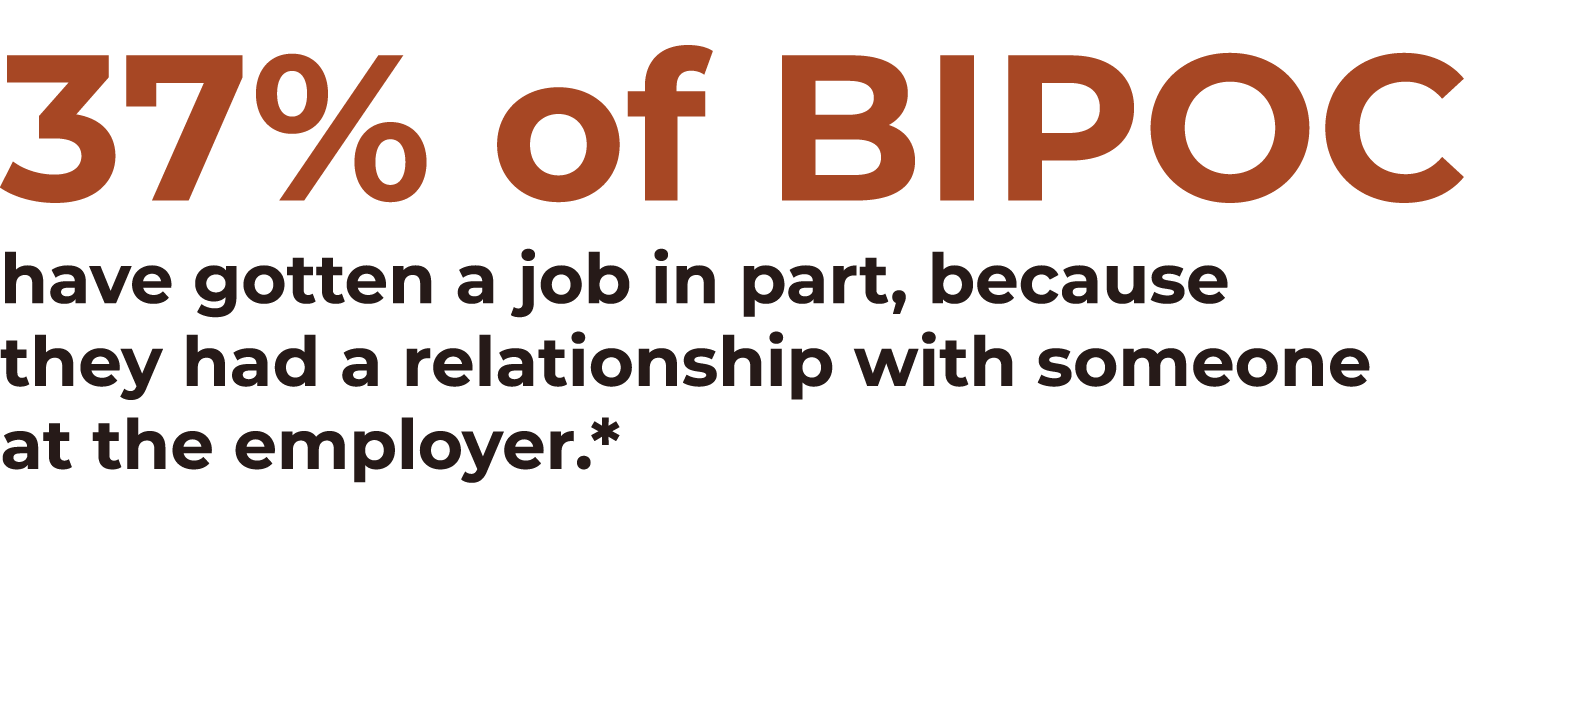 37% of BIPOC
have gotten a job in part, because
they had a relationship with someone
at the employer.*